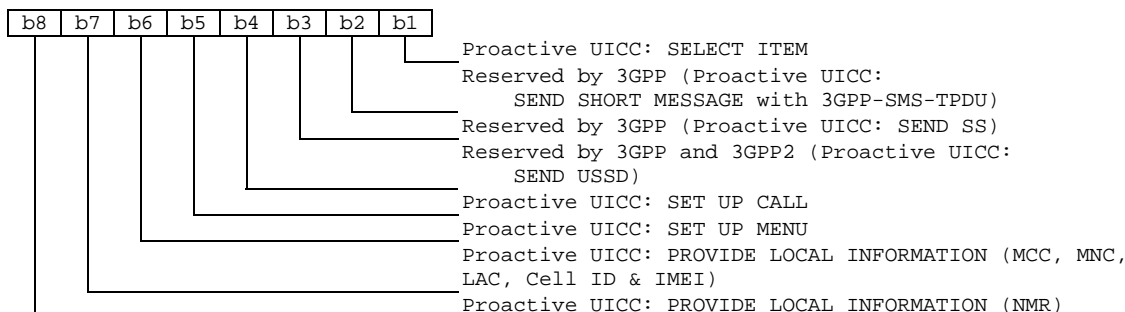 b8 b7 b6 b5 b4 b3 b2 b1
Proactive UICC: SELECT ITEM
Reserved by 3GPP (Proactive UICC:
SEND SHORT MESSAGE with 3GPP-SMS-TPDU)
Reserved by 3GPP (Proactive UICC: SEND SS)
Reserved by 3GPP and 3GPP2 (Proactive UICC:
SEND USSD)
Proactive UICC: SET UP CALL
Proactive UICC: SET UP MENU
Proactive UICC: PROVIDE LOCAL INFORMATION (MCC, MNC,
LAC, Cell ID & IMEI)
Proactive UICC: PROVIDE LOCAL INFORMATION (NMR)